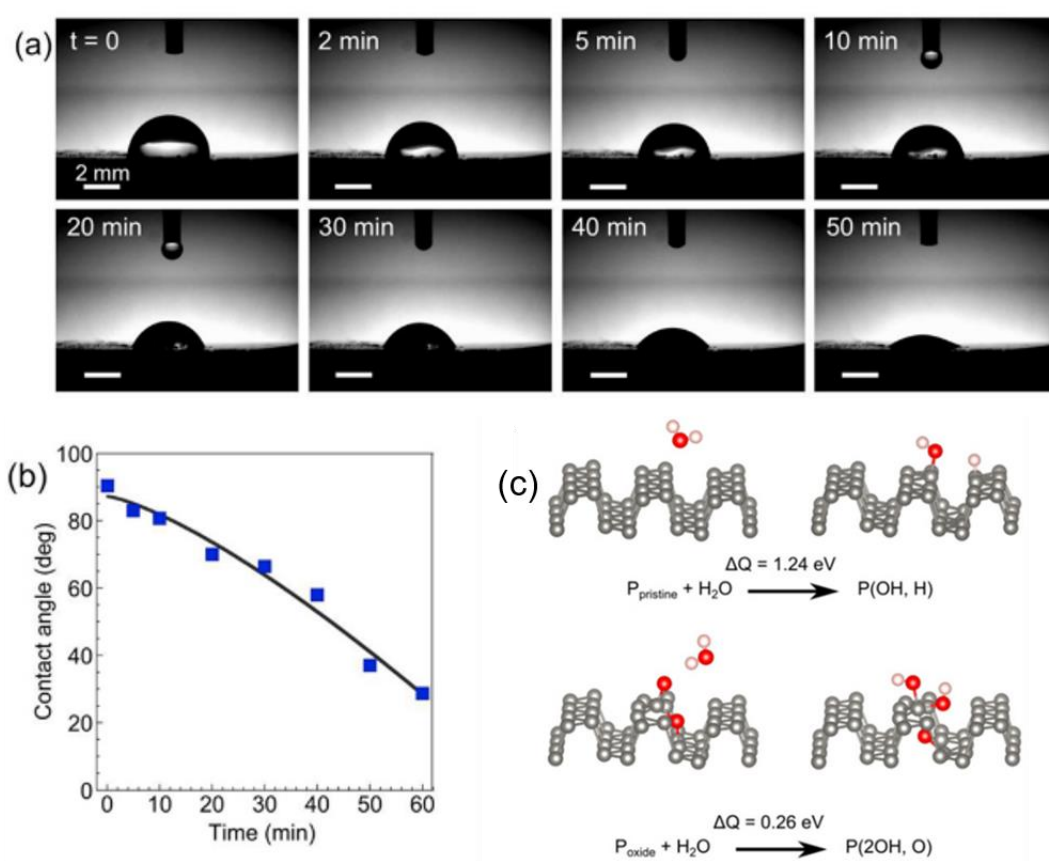 (a)
t = 0
2 min
5 min
10 min
2 mm
20 min
30 min
40 min
50 min
(b)
100
80
60
40
20
0
Contact angle (deg)
0 10 20 30 40 50 60
Time (min)
(c)
ΔQ = 1.24 eV
Ppristine + H2O P(OH, H)
ΔQ = 0.26 eV
Poxide + H2O P(2OH, O)